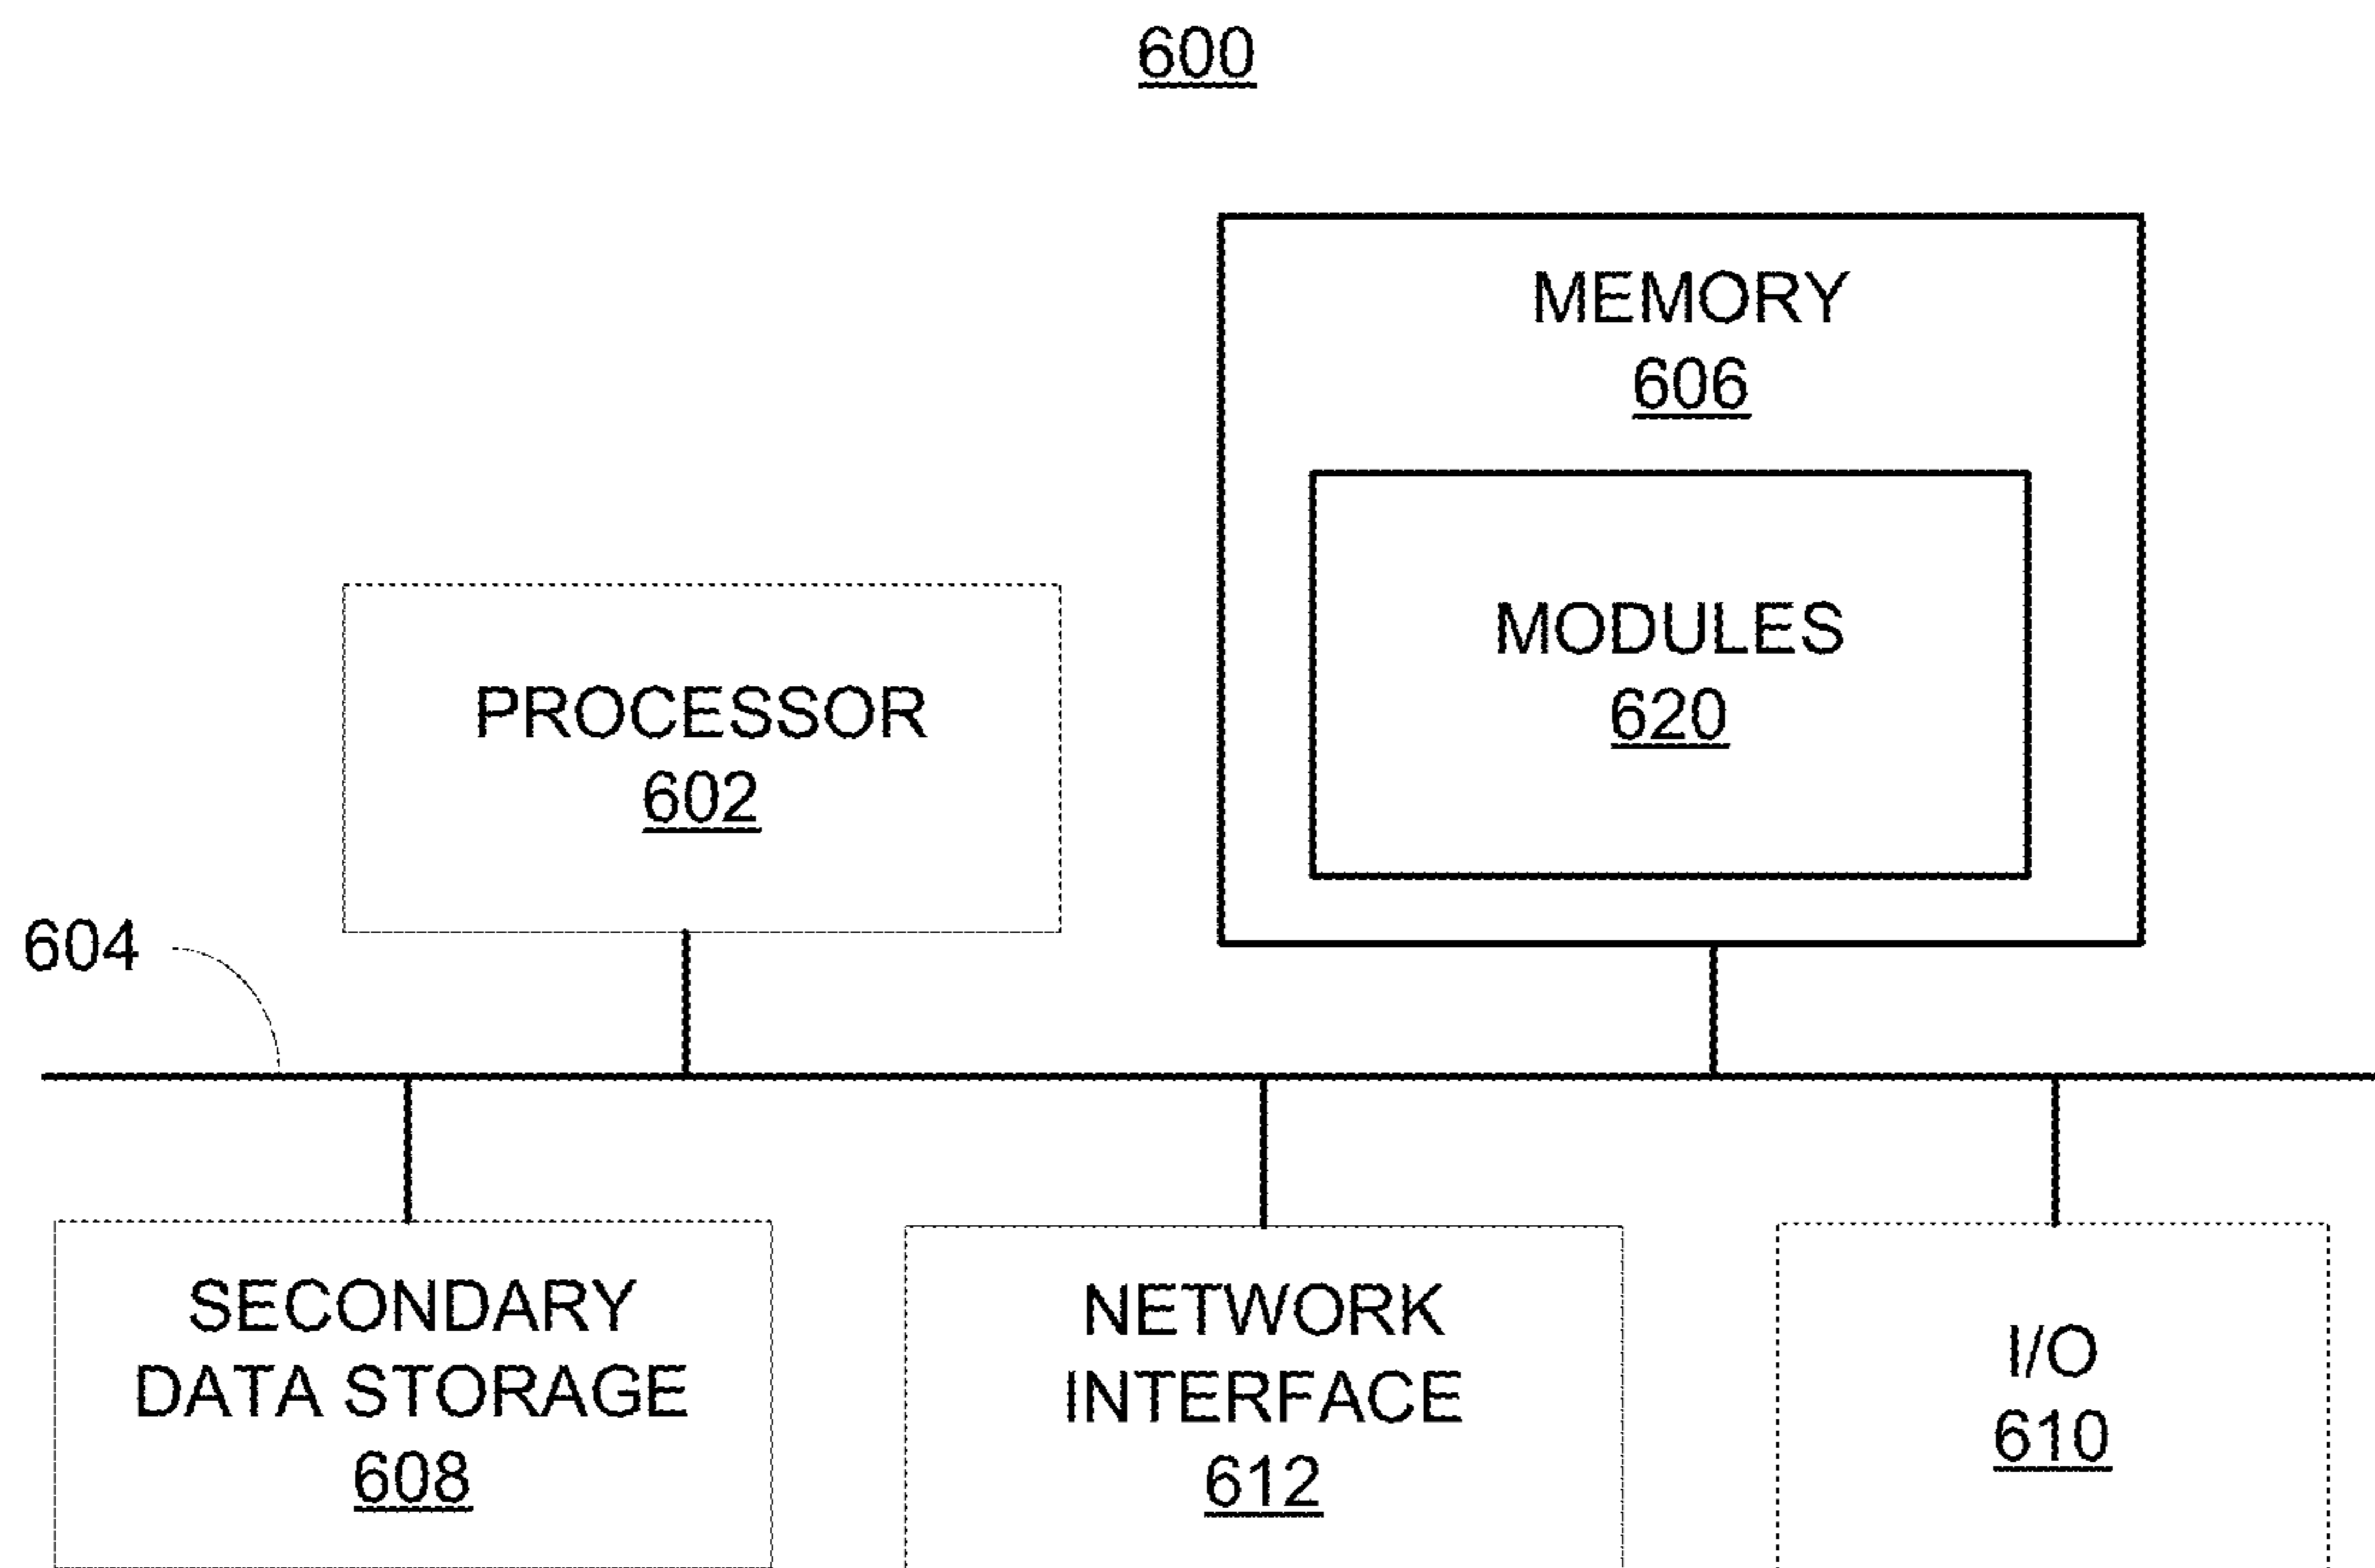 600
MEMORY
606
MODULES
620
PROCESSOR
602
604
SECONDARY
DATA STORAGE
608
NETWORK
INTERFACE
612
I/O
610